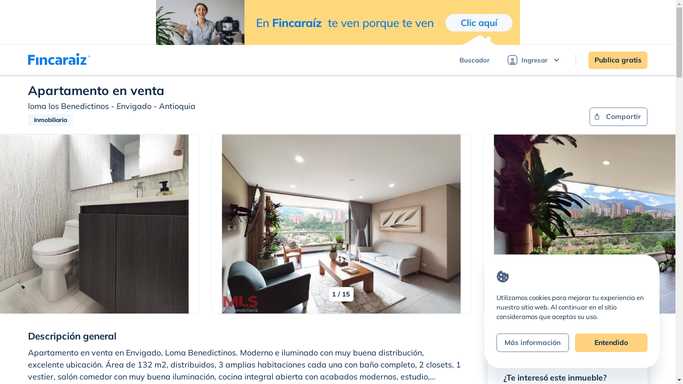 En Fincaraíz te ven porque te ven
Clic aquí
Fincaraiz
Buscador
Ingresar
Publica gratis
Apartamento en venta
loma los Benedictinos - Envigado - Antioquia
Inmobiliaria
Compartir
MLS
1 / 15
Utilizamos cookies para mejorar tu experiencia en
nuestro sitio web. Al continuar en el sitio
consideramos que aceptas su uso.
Más información
Entendido
Descripción general
Apartamento en venta en Envigado, Loma Benedictinos. Moderno e iluminado con muy buena distribución,
excelente ubicación. Área de 132 m2, distribuidos, 3 amplias habitaciones cada una con baño completo, 2 closets, 1
vestier, salón comedor con muy buena iluminación, cocina integral abierta con acabados modernos, estudio,...
¿Te interesó este inmueble?